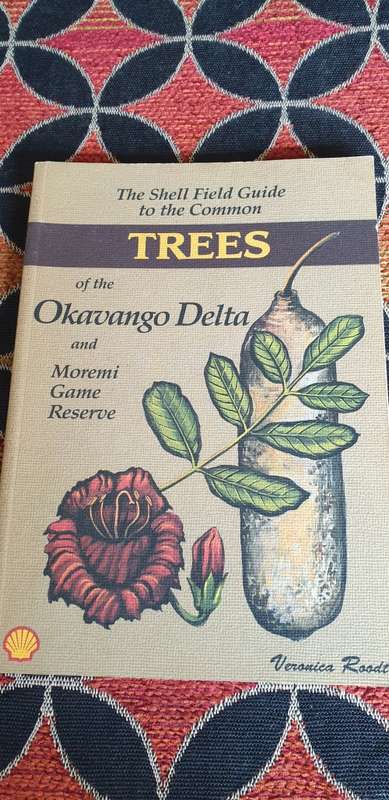 The Shell Field Guide
to the Common
TREES
of the
Okavango Delta
and
Moremi
Game
Reserve
Veronica Roodt